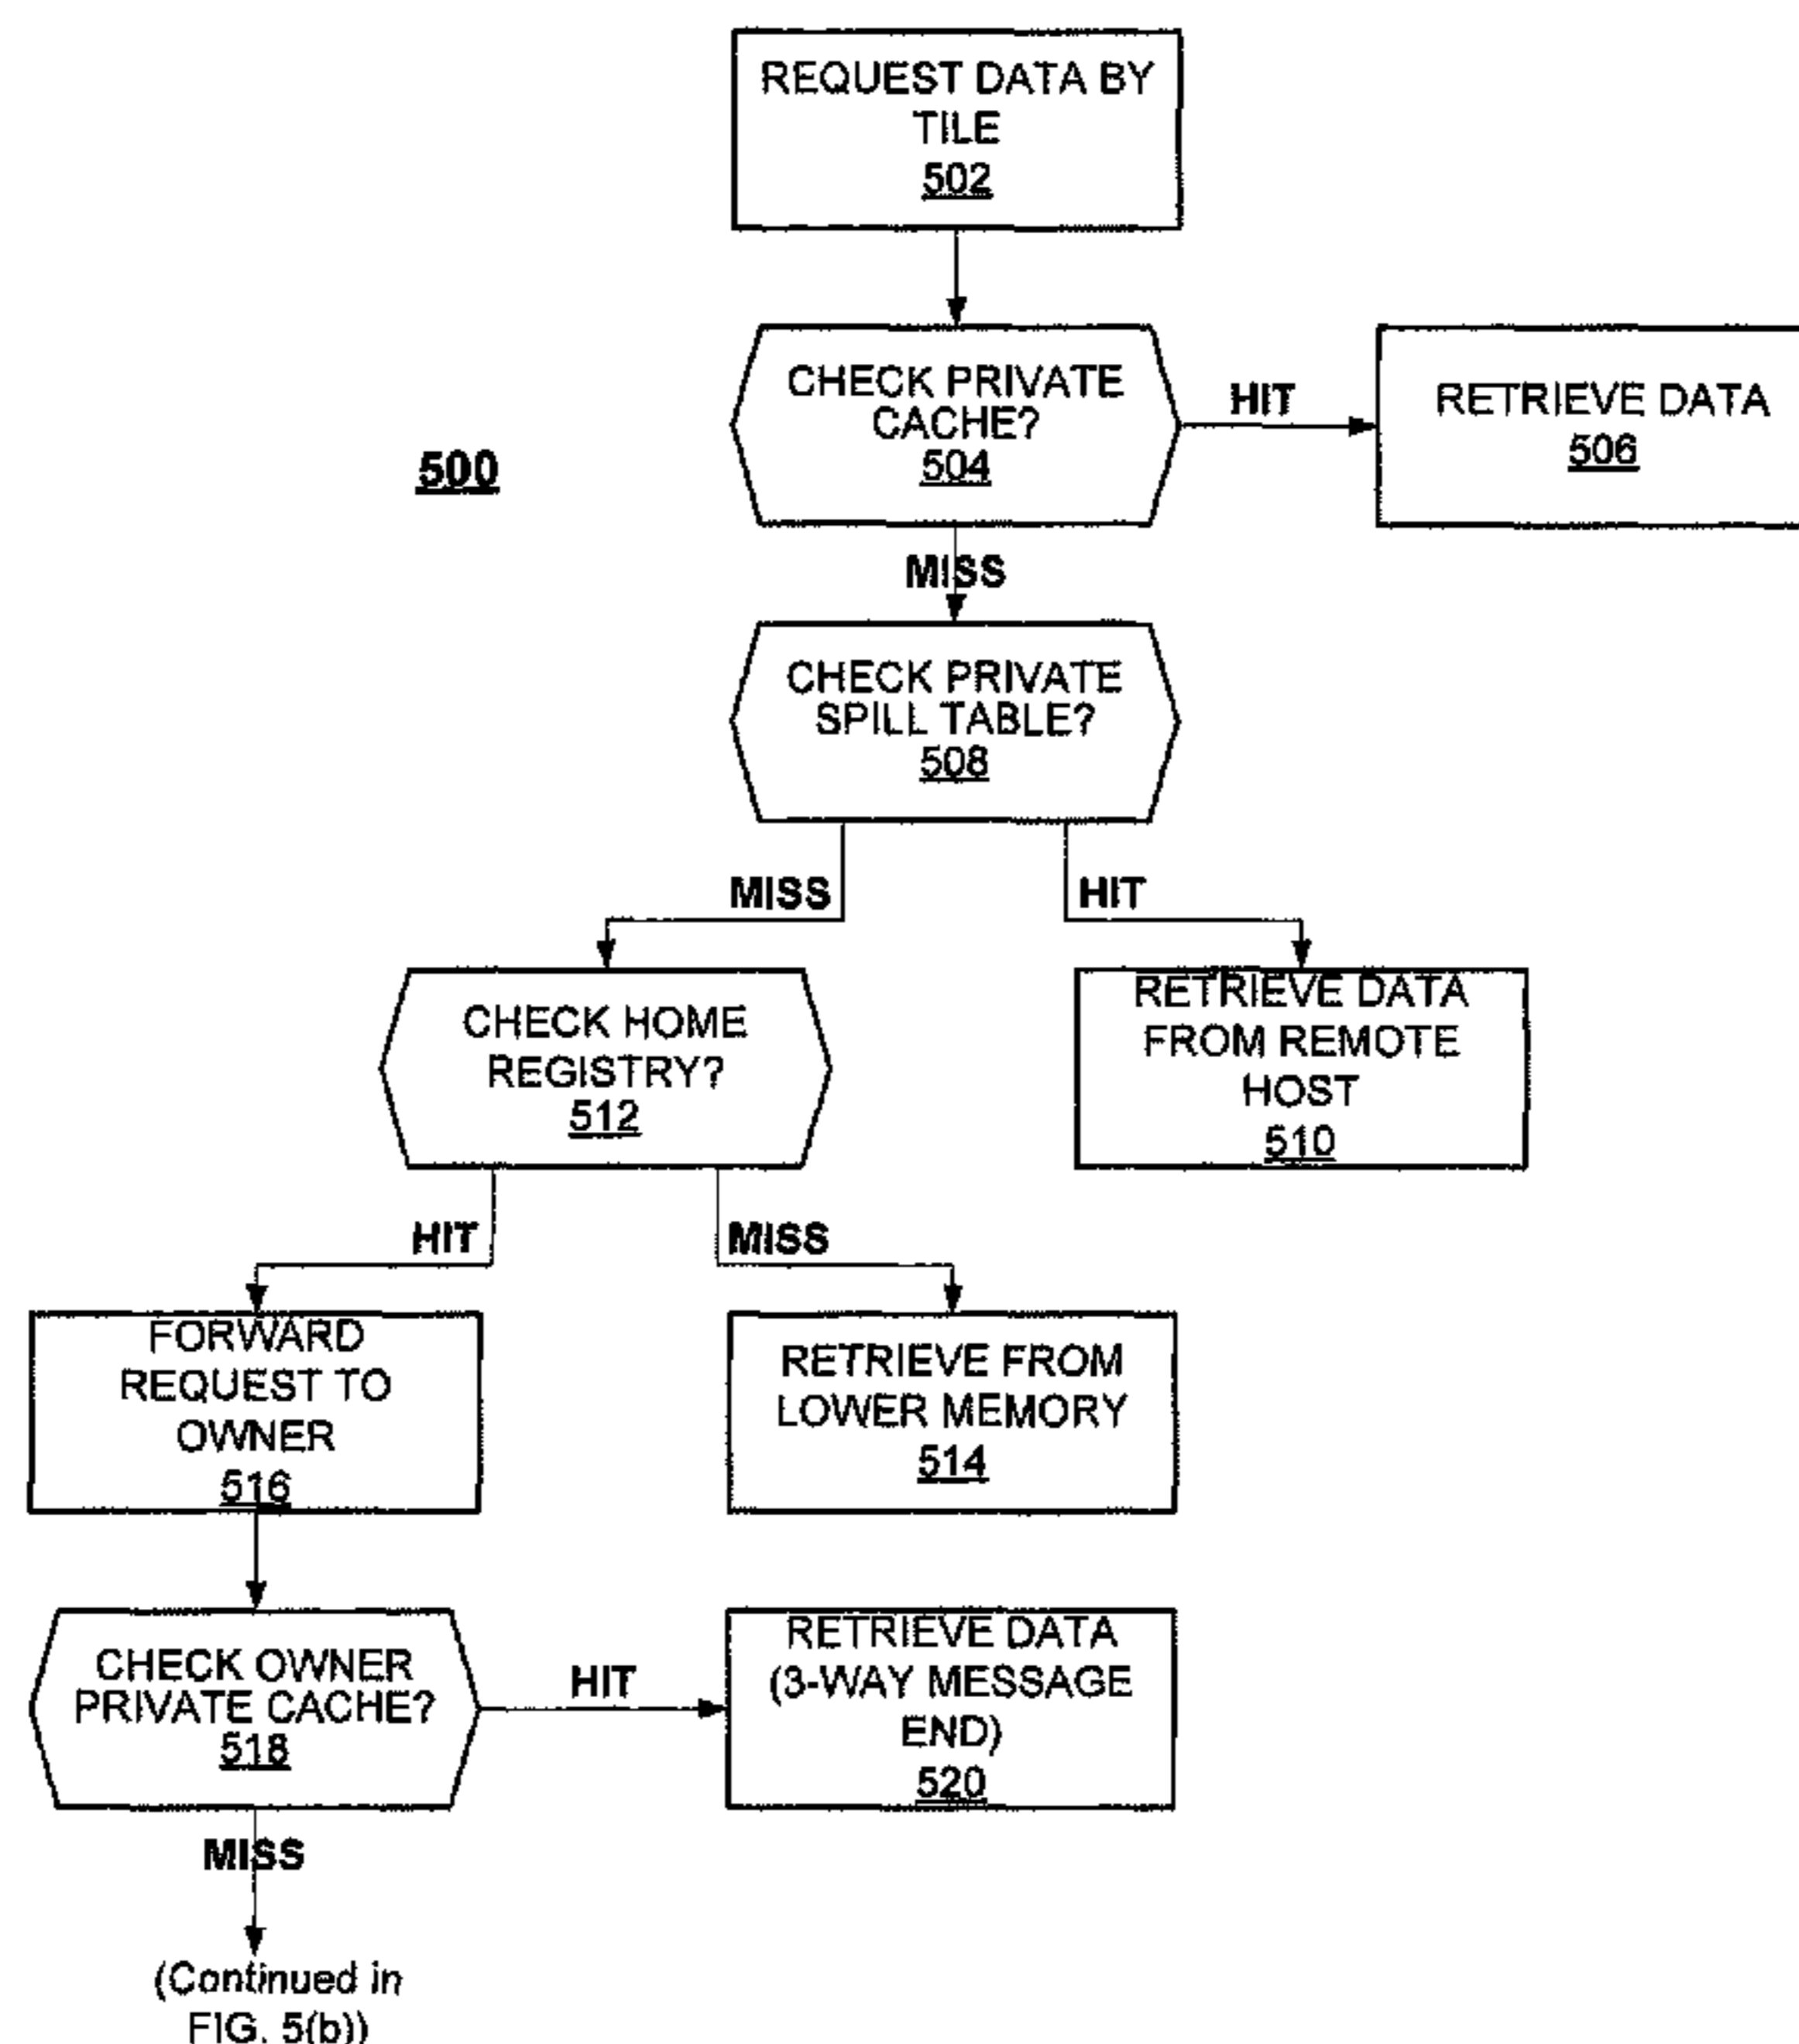 REQUEST DATA BY
TILE
502
CHECK PRIVATE
CACHE?
504
HIT
RETRIEVE DATA
506
500
MISS
CHECK PRIVATE
SPILL TABLE?
508
MISS
HIT
CHECK HOME
REGISTRY?
512
RETRIEVE DATA
FROM REMOTE
HOST
510
HIT
MISS
FORWARD
REQUEST TO
OWNER
516
RETRIEVE FROM
LOWER MEMORY
514
CHECK OWNER
PRIVATE CACHE?
518
HIT
RETRIEVE DATA
(3-WAY MESSAGE
END)
520
MISS
(Continued in
FIG. 5(b))